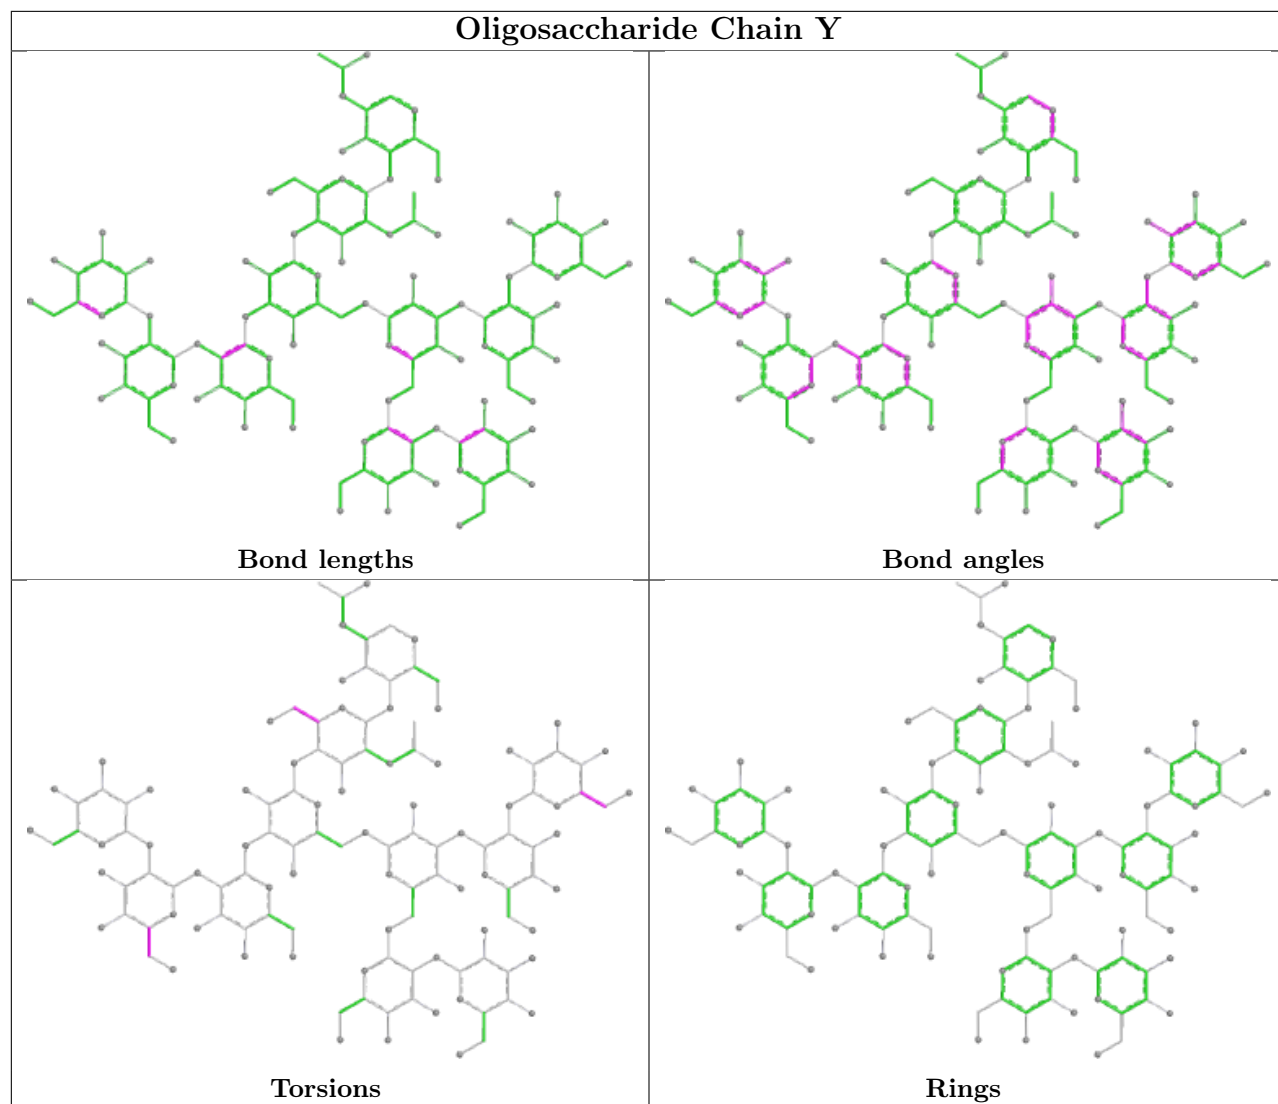 Oligosaccharide Chain Y
Bond lengths
Bond angles
Torsions
Rings